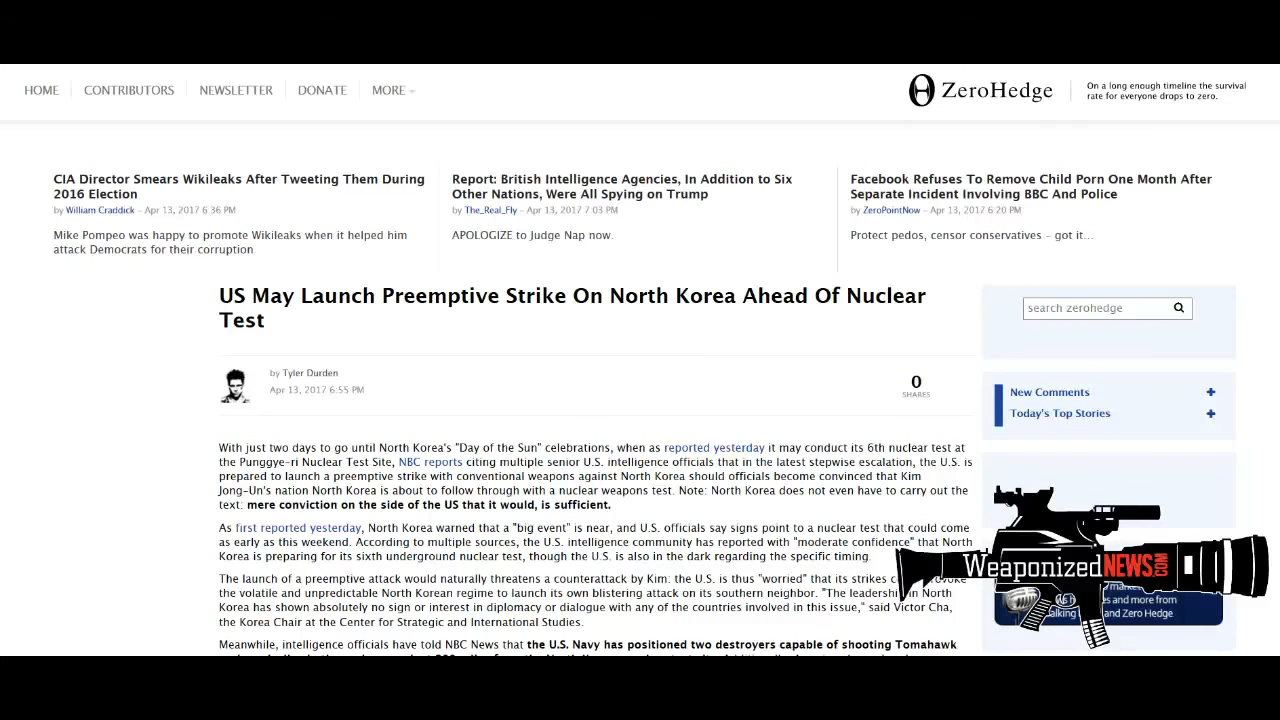 HOME
CONTRIBUTORS
NEWSLETTER
DONATE
MORE
ZeroHedge
On a long enough timeline the survival
rate for everyone drops to zero.
CIA Director Smears Wikileaks After Tweeting Them During
2016 Election
by William Craddick – Apr 13, 2017 6:36 PM
Mike Pompeo was happy to promote Wikileaks when it helped him
attack Democrats for their corruption
Report: British Intelligence Agencies, In Addition to Six
Other Nations, Were All Spying on Trump
by The_Real_Fly – Apr 13, 2017 7:03 PM
APOLOGIZE to Judge Nap now.
Facebook Refuses To Remove Child Porn One Month After
Separate Incident Involving BBC And Police
by ZeroPointNow – Apr 13, 2017 6:20 PM
Protect pedos, censor conservatives – got it...
US May Launch Preemptive Strike On North Korea Ahead Of Nuclear
Test
by Tyler Durden
Apr 13, 2017 6:55 PM
0
SHARES
With just two days to go until North Korea's "Day of the Sun" celebrations, when as reported yesterday it may conduct its 6th nuclear test at
the Punggye-ri Nuclear Test Site, NBC reports citing multiple senior U.S. intelligence officials that in the latest stepwise escalation, the U.S. is
prepared to launch a preemptive strike with conventional weapons against North Korea should officials become convinced that Kim
Jong-Un's nation North Korea is about to follow through with a nuclear weapons test. Note: North Korea does not even have to carry out the
text: mere conviction on the side of the US that it would, is sufficient.
As first reported yesterday, North Korea warned that a "big event" is near, and U.S. officials say signs point to a nuclear test that could come
as early as this weekend. According to multiple sources, the U.S. intelligence community has reported with "moderate confidence" that North
Korea is preparing for its sixth underground nuclear test, though the U.S. is also in the dark regarding the specific timing.
The launch of a preemptive attack would naturally threatens a counterattack by Kim: the U.S. is thus "worried" that its strikes
the volatile and unpredictable North Korean regime to launch its own blistering attack on its southern neighbor. "The leadership in North
Korea has shown absolutely no sign or interest in diplomacy or dialogue with any of the countries involved in this issue," said Victor Cha,
the Korea Chair at the Center for Strategic and International Studies.
Meanwhile, intelligence officials have told NBC News that the U.S. Navy has positioned two destroyers capable of shooting Tomahawk
search zerohedge
New Comments
Today's Top Stories
WeaponizedNEWS.COM
es and more from
and Zero Hedge